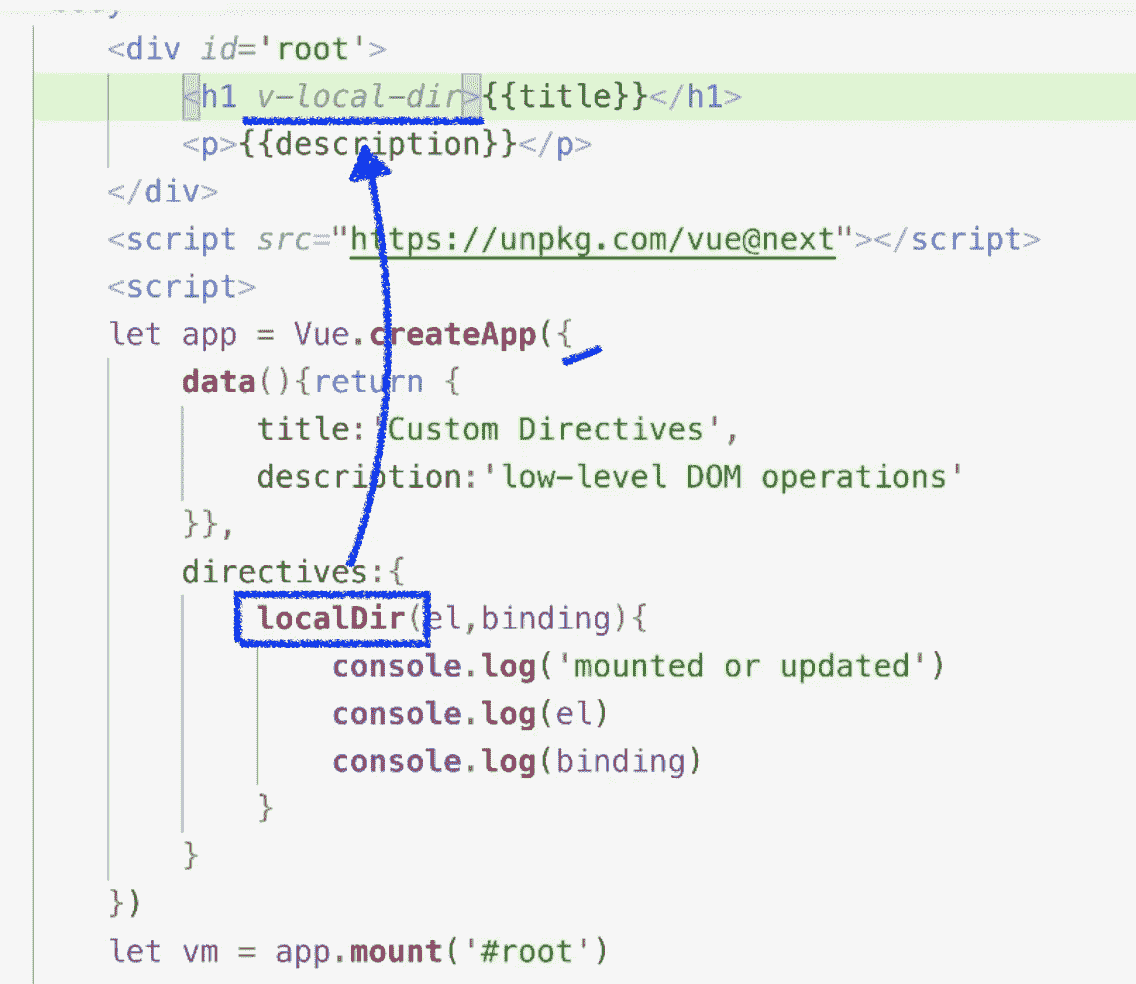 <div id='root'>
<h1 v-local-dir>{{title}}</h1>
<p>{{description}}</p>
</div>
<script src="https://unpkg.com/vue@next"></script>
<script>
let app = Vue.createApp({
data(){return {
title:'Custom Directives',
description:'low-level DOM operations'
}},
directives:{
localDir(el,binding){
console.log('mounted or updated')
console.log(el)
console.log(binding)
}
}
})
let vm = app.mount('#root')